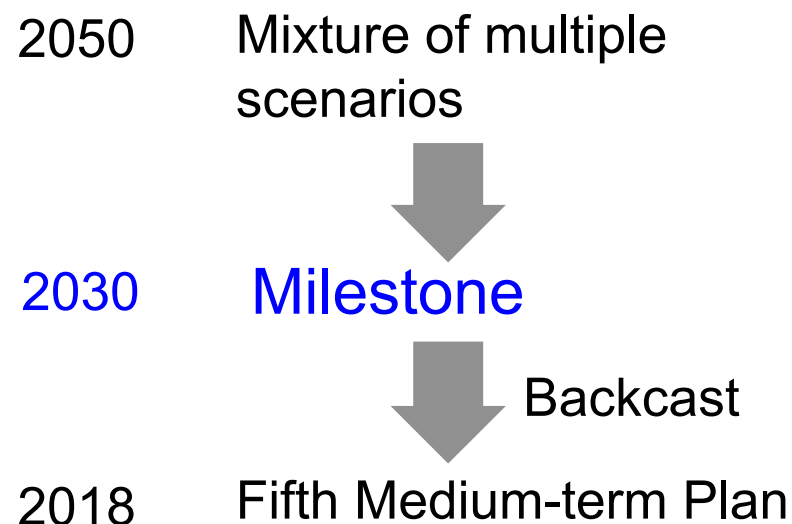 2050 Mixture of multiple
scenarios
2030 Milestone
Backcast
2018 Fifth Medium-term Plan